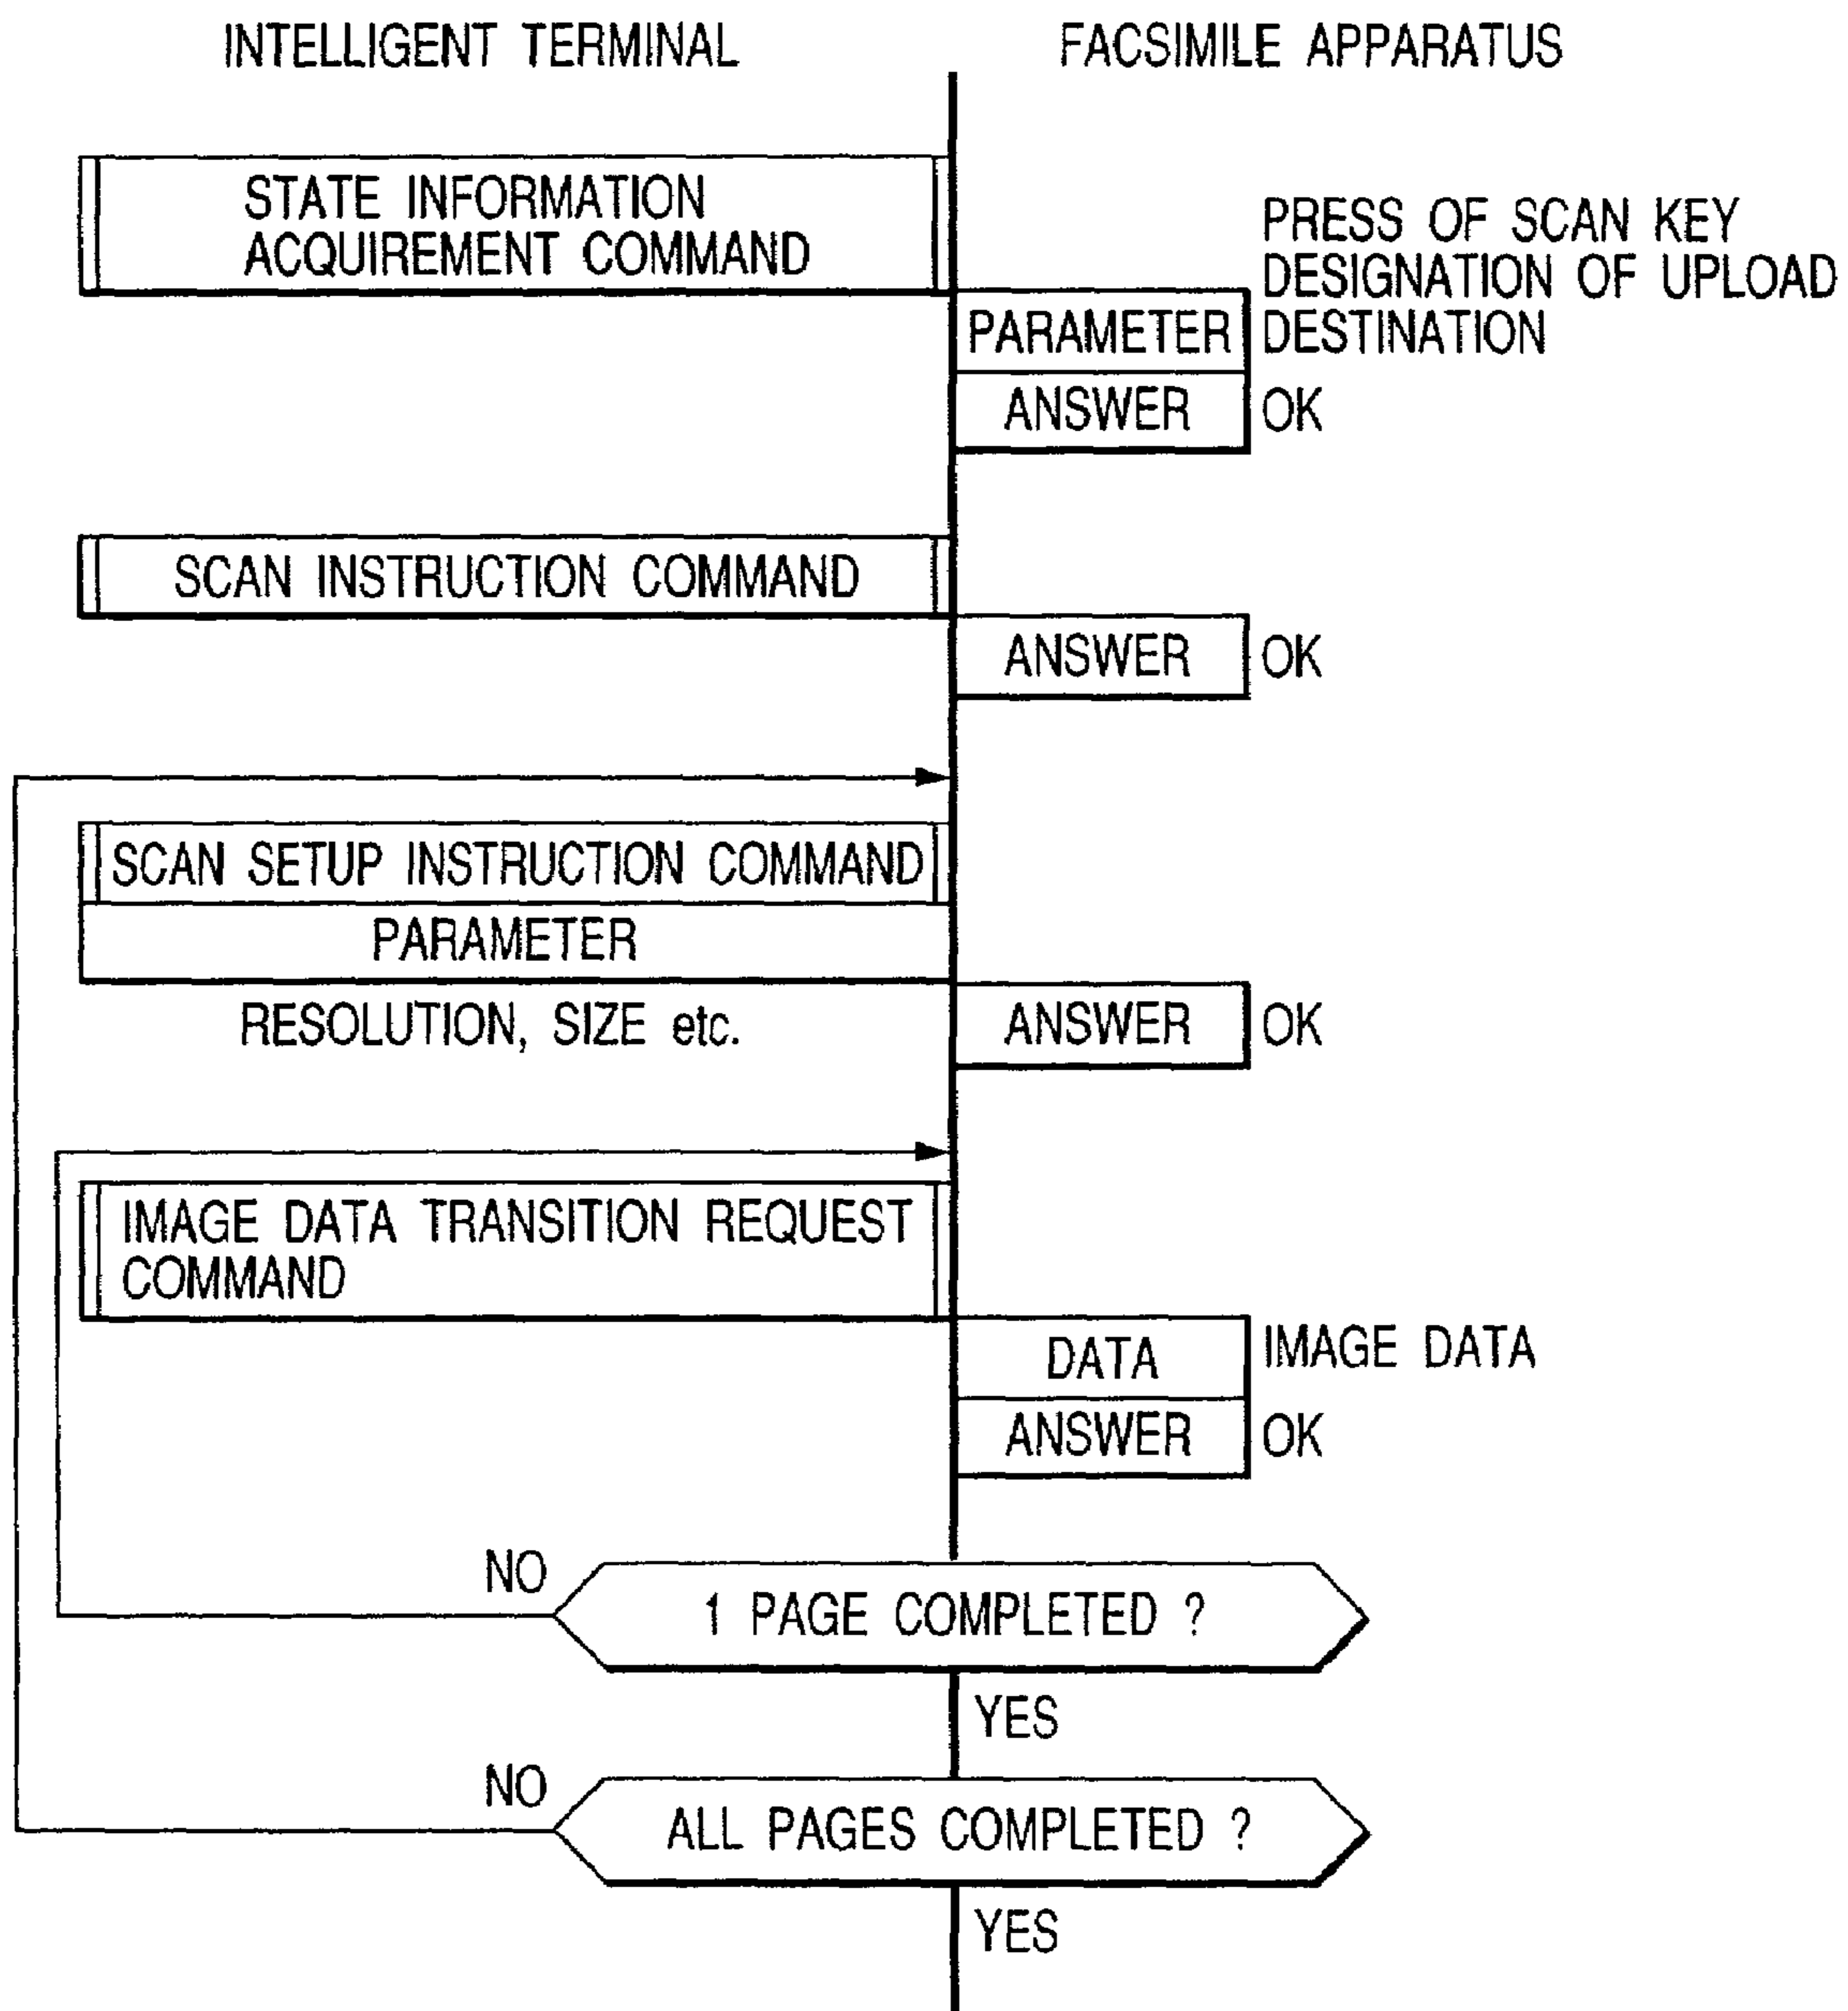 INTELLIGENT TERMINAL
FACSIMILE APPARATUS
STATE INFORMATION
ACQUIREMENT COMMAND
PRESS OF SCAN KEY
DESIGNATION OF UPLOAD
DESTINATION
PARAMETER
ANSWER
OK
SCAN INSTRUCTION COMMAND
ANSWER
OK
SCAN SETUP INSTRUCTION COMMAND
PARAMETER
RESOLUTION, SIZE etc.
ANSWER
OK
IMAGE DATA TRANSITION REQUEST
COMMAND
DATA
IMAGE DATA
ANSWER
OK
NO
1 PAGE COMPLETED ?
YES
NO
ALL PAGES COMPLETED ?
YES